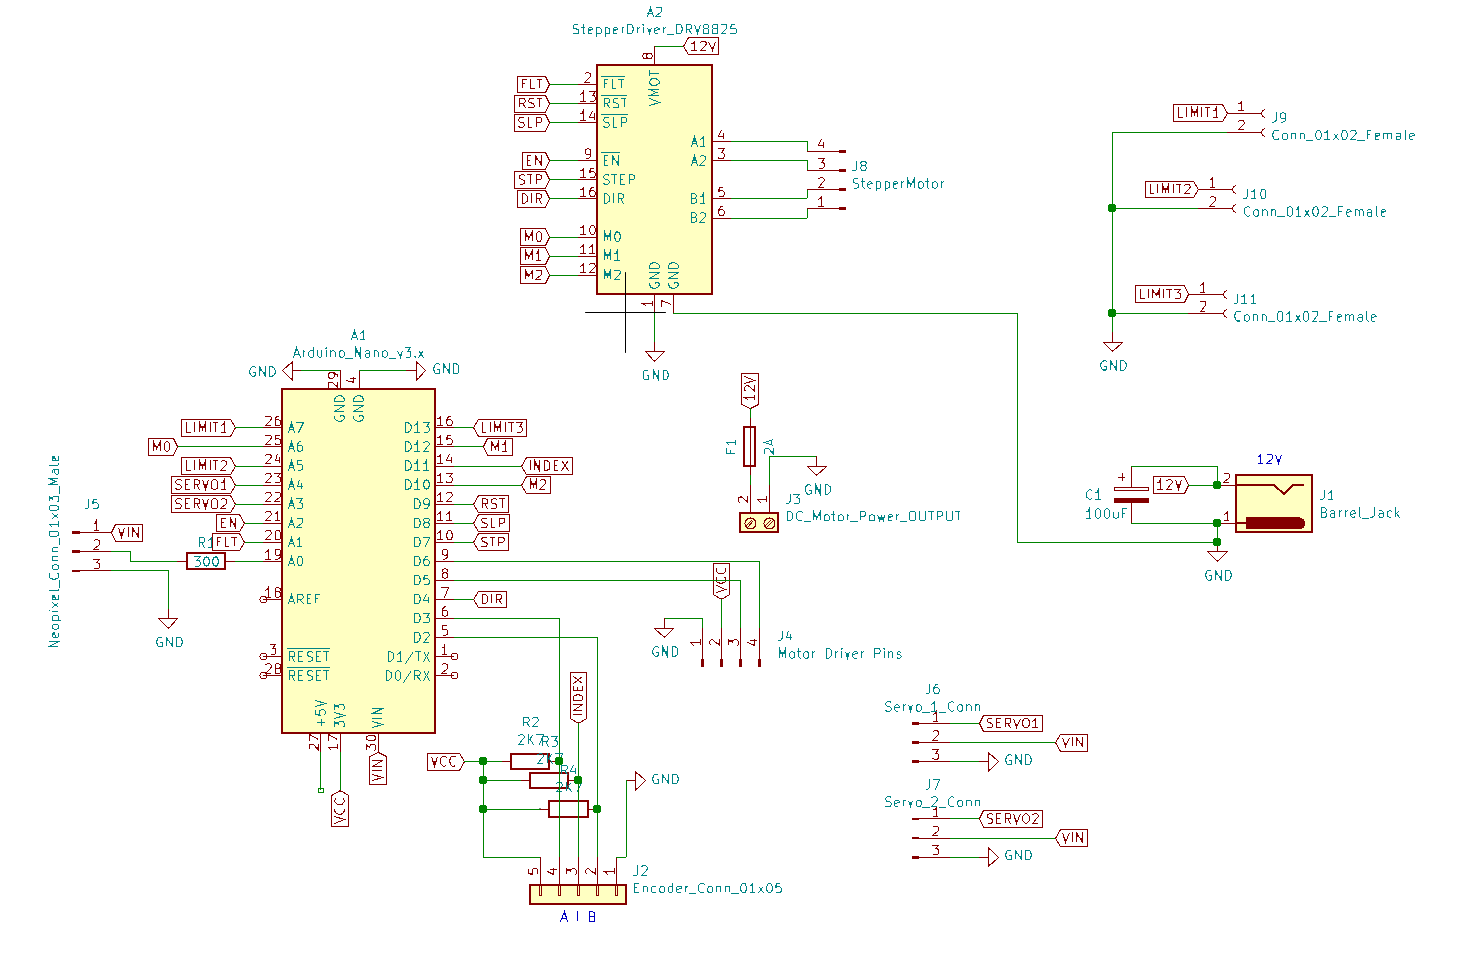 A2
StepperDriver_DRV8825
12V
8
VMOT
FLT 2 FLT
RST 13 RST
SLP 14 SLP
EN 9 EN
STP 15 STEP
DIR 16 DIR
M0 10 M0
M1 11 M1
M2 12 M2
A1 4
A2 3
B1 5
B2 6
GND GND
1 7
GND
4
3
2
1
J8
StepperMotor
LIMIT1 1
2
J9
Conn_01x02_Female
LIMIT2 1
2
J10
Conn_01x02_Female
LIMIT3 1
2
J11
Conn_01x02_Female
GND
A1
Arduino_Nano_v3.x
GND 29 4 GND
GND GND
LIMIT1 26 A7
M0 25 A6
LIMIT2 24 A5
SERVO1 23 A4
SERVO2 22 A3
EN 21 A2
FLT 20 A1
R1
300
19 A0
18 AREF
3 RESET
28 RESET
D13 16 LIMIT3
D12 15 M1
D11 14 INDEX
D10 13 M2
D9 12 RST
D8 11 SLP
D7 10 STP
D6 9
D5 8
D4 7 DIR
D3 6
D2 5
D1/TX 1
D0/RX 2
+5V 3V3 VIN
27 17 30
VCC
VIN
J5
Neopixel_Conn_01x03_Male
1 VIN
2
3
GND
12V
F1
2A
GND
2 1
J3
DC_Motor_Power_OUTPUT
VCC
GND
1 2 3 4
J4
Motor Driver Pins
12V
12V
2
1
+
C1
100uF
J1
Barrel_Jack
GND
INDEX
R2
2K7
R3
2K7
R4
2K7
VCC
GND
5 4 3 2 1
J2
Encoder_Conn_01x05
A I B
J6
Servo_1_Conn
1 SERVO1
2 VIN
3 GND
J7
Servo_2_Conn
1 SERVO2
2 VIN
3 GND